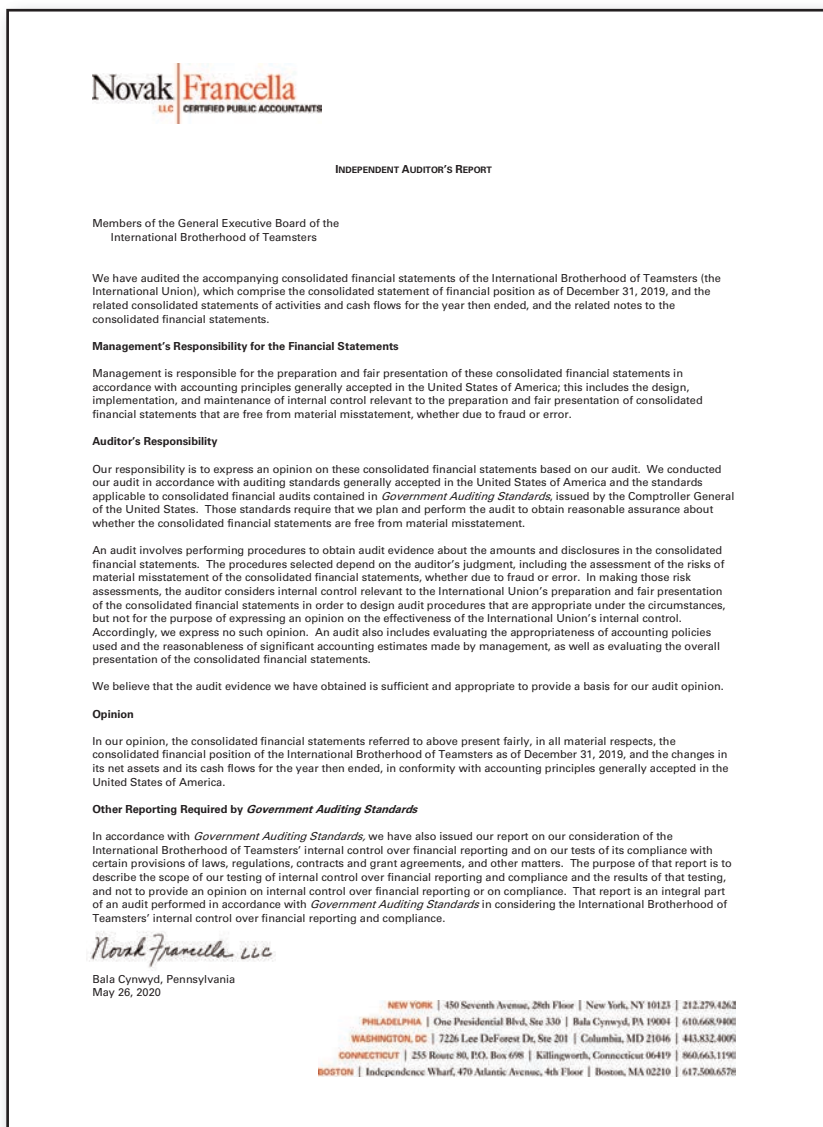 Novak Francella
LLC CERTIFIED PUBLIC ACCOUNTANTS
INDEPENDENT AUDITOR'S REPORT
Members of the General Executive Board of the
International Brotherhood of Teamsters
We have audited the accompanying consolidated financial statements of the International Brotherhood of Teamsters (the
International Union), which comprise the consolidated statement of financial position as of December 31, 2019, and the
related consolidated statements of activities and cash flows for the year then ended, and the related notes to the
consolidated financial statements.
Management's Responsibility for the Financial Statements
Management is responsible for the preparation and fair presentation of these consolidated financial statements in
accordance with accounting principles generally accepted in the United States of America; this includes the design,
implementation, and maintenance of internal control relevant to the preparation and fair presentation of consolidated
financial statements that are free from material misstatement, whether due to fraud or error.
Auditor's Responsibility
Our responsibility is to express an opinion on these consolidated financial statements based on our audit. We conducted
our audit in accordance with auditing standards generally accepted in the United States of America and the standards
applicable to consolidated financial audits contained in Government Auditing Standards, issued by the Comptroller General
of the United States. Those standards require that we plan and perform the audit to obtain reasonable assurance about
whether the consolidated financial statements are free from material misstatement.
An audit involves performing procedures to obtain audit evidence about the amounts and disclosures in the consolidated
financial statements. The procedures selected depend on the auditor's judgment, including the assessment of the risks of
material misstatement of the consolidated financial statements, whether due to fraud or error. In making those risk
assessments, the auditor considers internal control relevant to the International Union's preparation and fair presentation
of the consolidated financial statements in order to design audit procedures that are appropriate under the circumstances,
but not for the purpose of expressing an opinion on the effectiveness of the International Union's internal control.
Accordingly, we express no such opinion. An audit also includes evaluating the appropriateness of accounting policies
used and the reasonableness of significant accounting estimates made by management, as well as evaluating the overall
presentation of the consolidated financial statements.
We believe that the audit evidence we have obtained is sufficient and appropriate to provide a basis for our audit opinion.
Opinion
In our opinion, the consolidated financial statements referred to above present fairly, in all material respects, the
consolidated financial position of the International Brotherhood of Teamsters as of December 31, 2019, and the changes in
its net assets and its cash flows for the year then ended, in conformity with accounting principles generally accepted in the
United States of America.
Other Reporting Required by Government Auditing Standards
In accordance with Government Auditing Standards, we have also issued our report on our consideration of the
International Brotherhood of Teamsters' internal control over financial reporting and on our tests of its compliance with
certain provisions of laws, regulations, contracts and grant agreements, and other matters. The purpose of that report is to
describe the scope of our testing of internal control over financial reporting and compliance and the results of that testing,
and not to provide an opinion on internal control over financial reporting or on compliance. That report is an integral part
of an audit performed in accordance with Government Auditing Standards in considering the International Brotherhood of
Teamsters' internal control over financial reporting and compliance.
Novak Francella LLC
Bala Cynwyd, Pennsylvania
May 26, 2020
NEW YORK | 450 Seventh Avenue, 28th Floor | New York, NY 10123 | 212.279.4262
PHILADELPHIA | One Presidential Blvd, Ste 330 | Bala Cynwyd, PA 19004 | 610.668.9400
WASHINGTON, DC | 7226 Lee DeForest Dr, Ste 201 | Columbia, MD 21046 | 443.832.4009
CONNECTICUT | 255 Route 80, P.O. Box 698 | Killingworth, Connecticut 06419 | 860.663.1190
BOSTON | Independence Wharf, 470 Atlantic Avenue, 4th Floor | Boston, MA 02210 | 617.500.6578